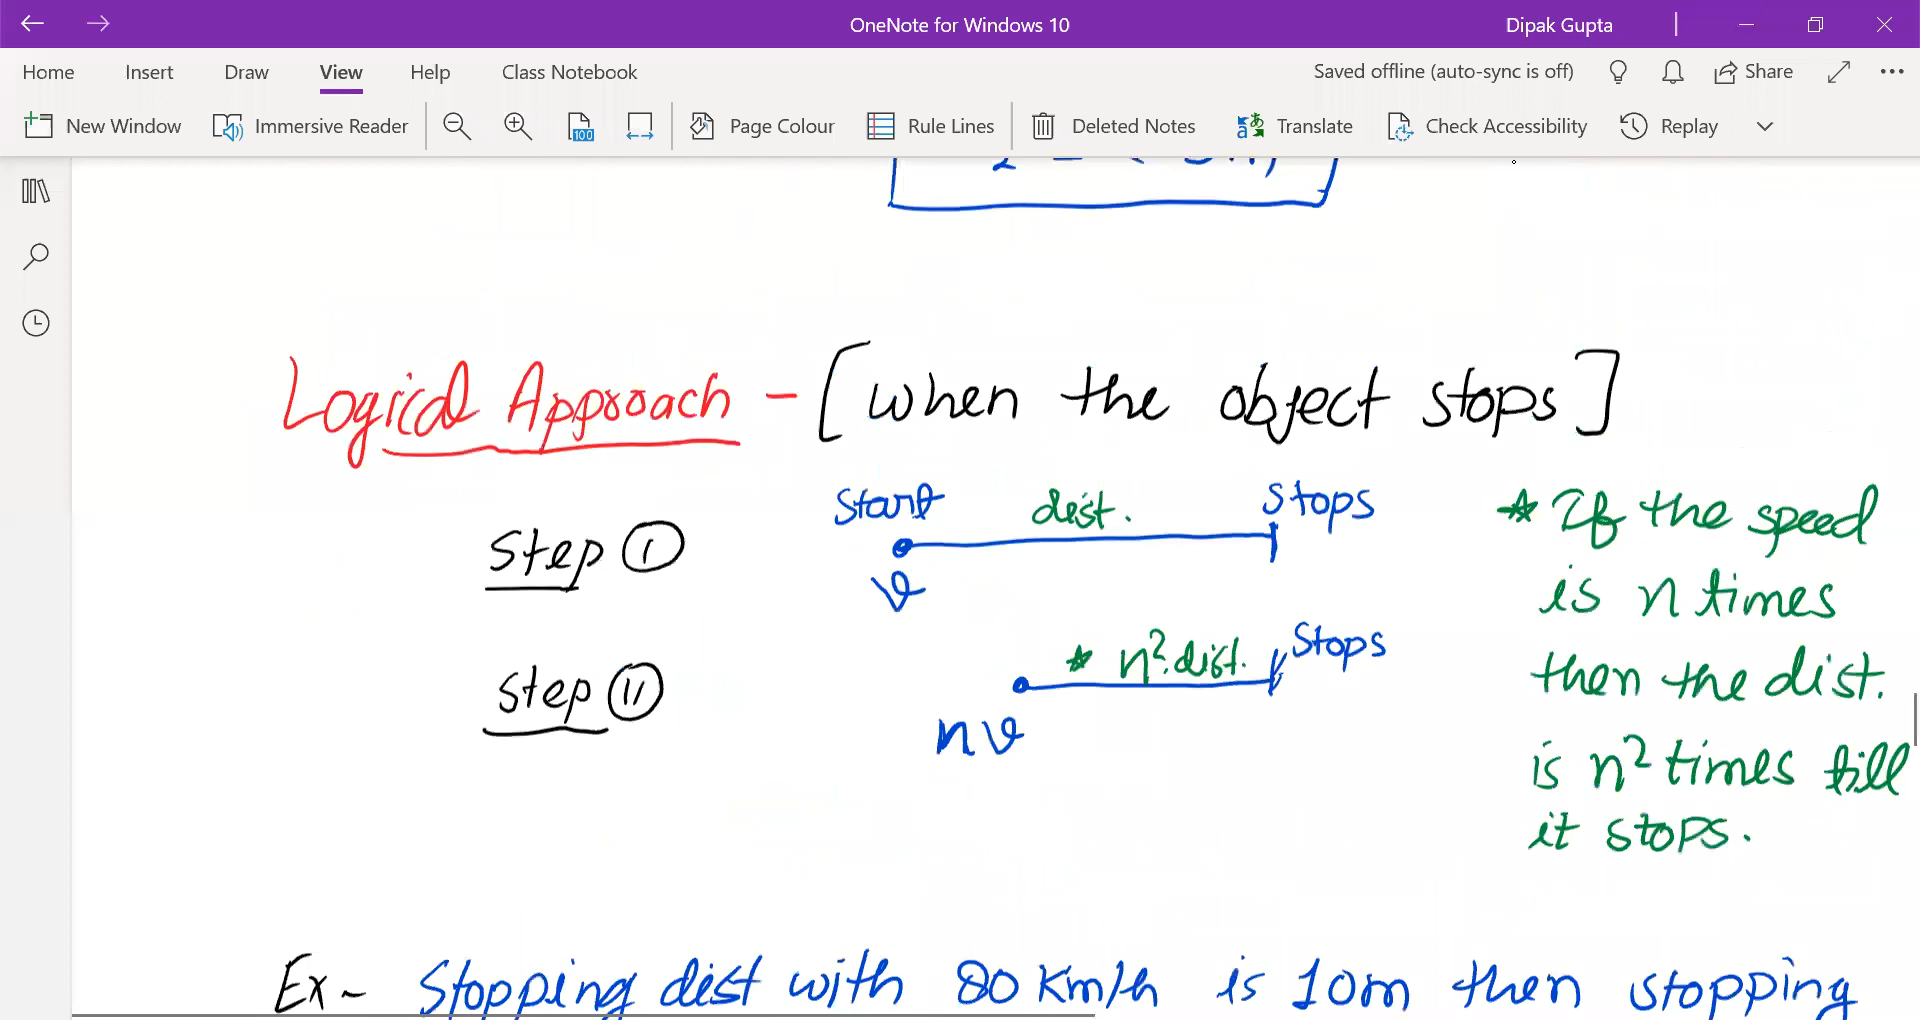 OneNote for Windows 10
Dipak Gupta
Home Insert Draw View Help Class Notebook
Saved offline (auto-sync is off) Share
New Window Immersive Reader 100 Page Colour Rule Lines Deleted Notes Translate Check Accessibility Replay
Logical Approach - [when the object stops]
Step I
Start dist. Stops
v
Step II
* n². dist. Stops
nv
* If the speed
is n times
then the dist.
is n² times till
it stops.
Ex- Stopping dist with 80 Km/h is 10m then stopping